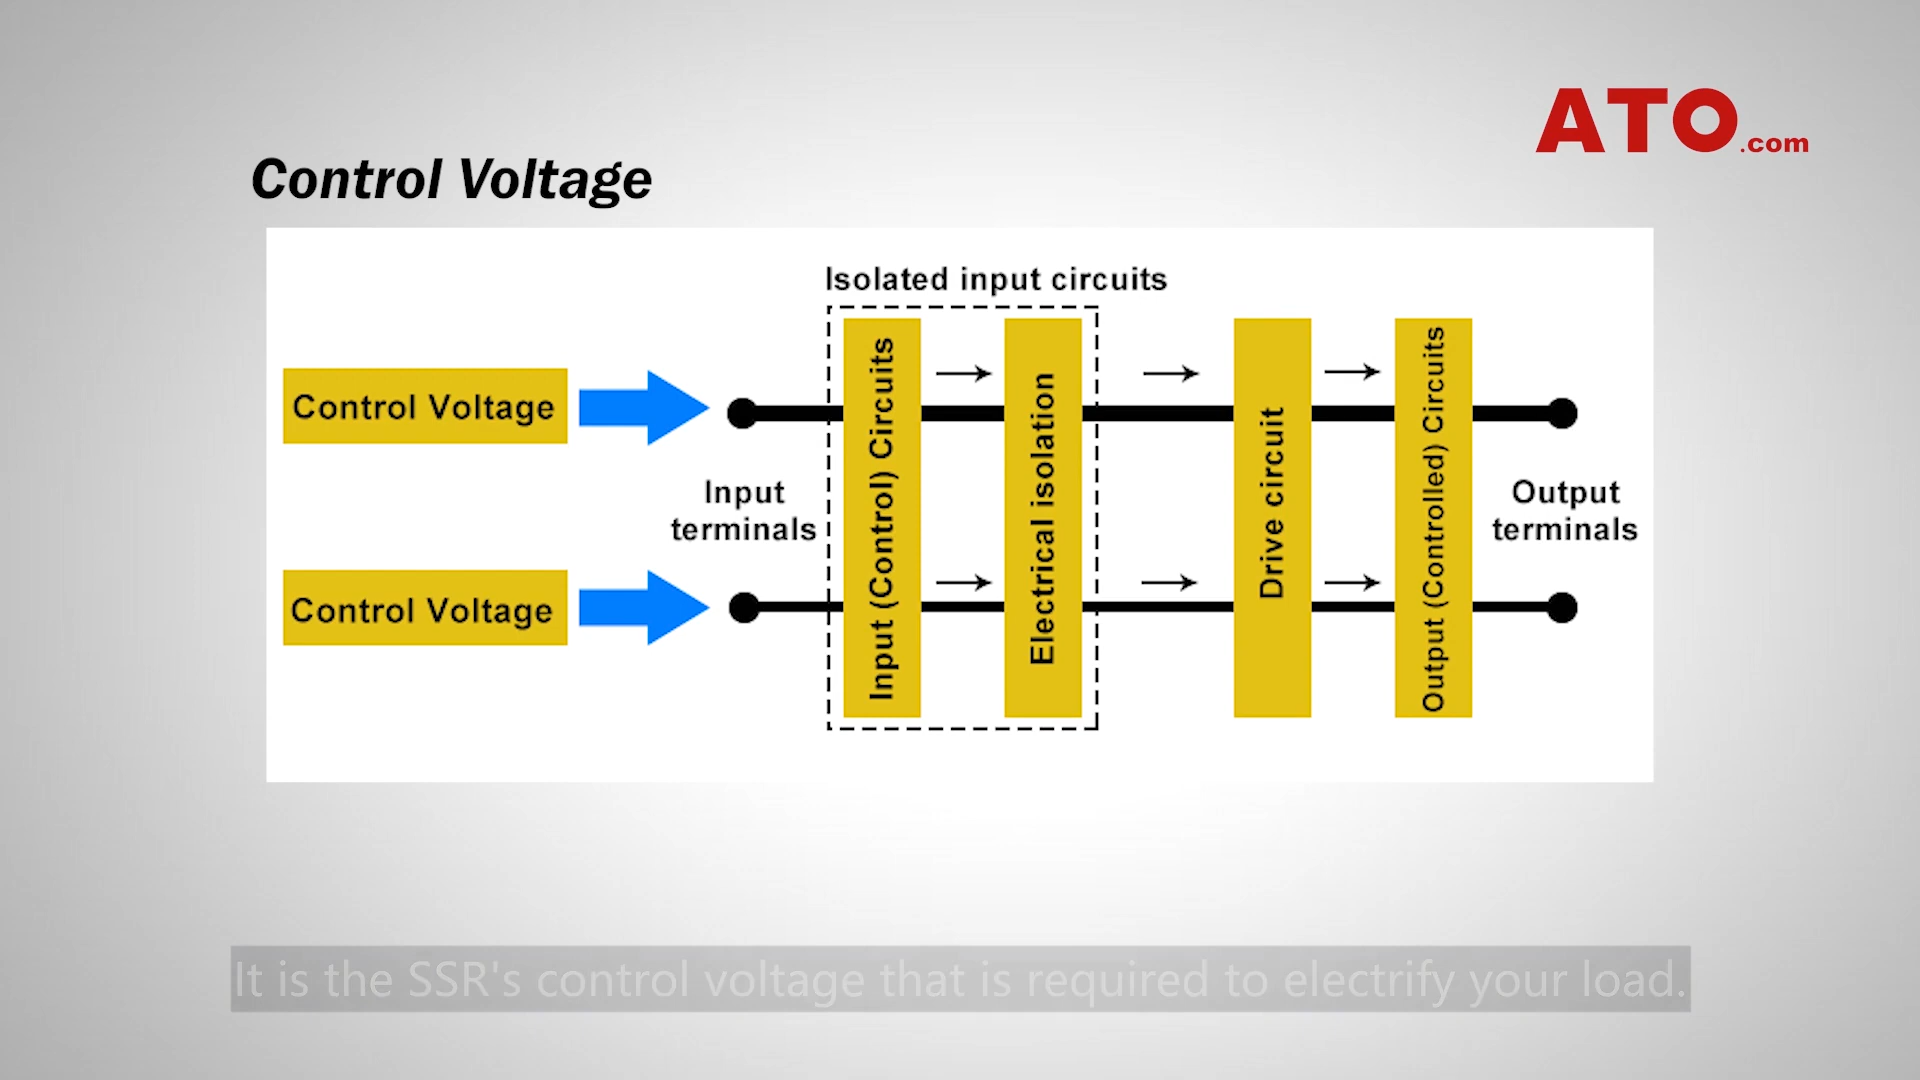 ATO.com
Control Voltage
Isolated input circuits
Control Voltage
Control Voltage
Input
terminals
Input (Control) Circuits
Electrical isolation
Drive circuit
Output (Controlled) Circuits
Output
terminals
It is the SSR's control voltage that is required to electrify your load.